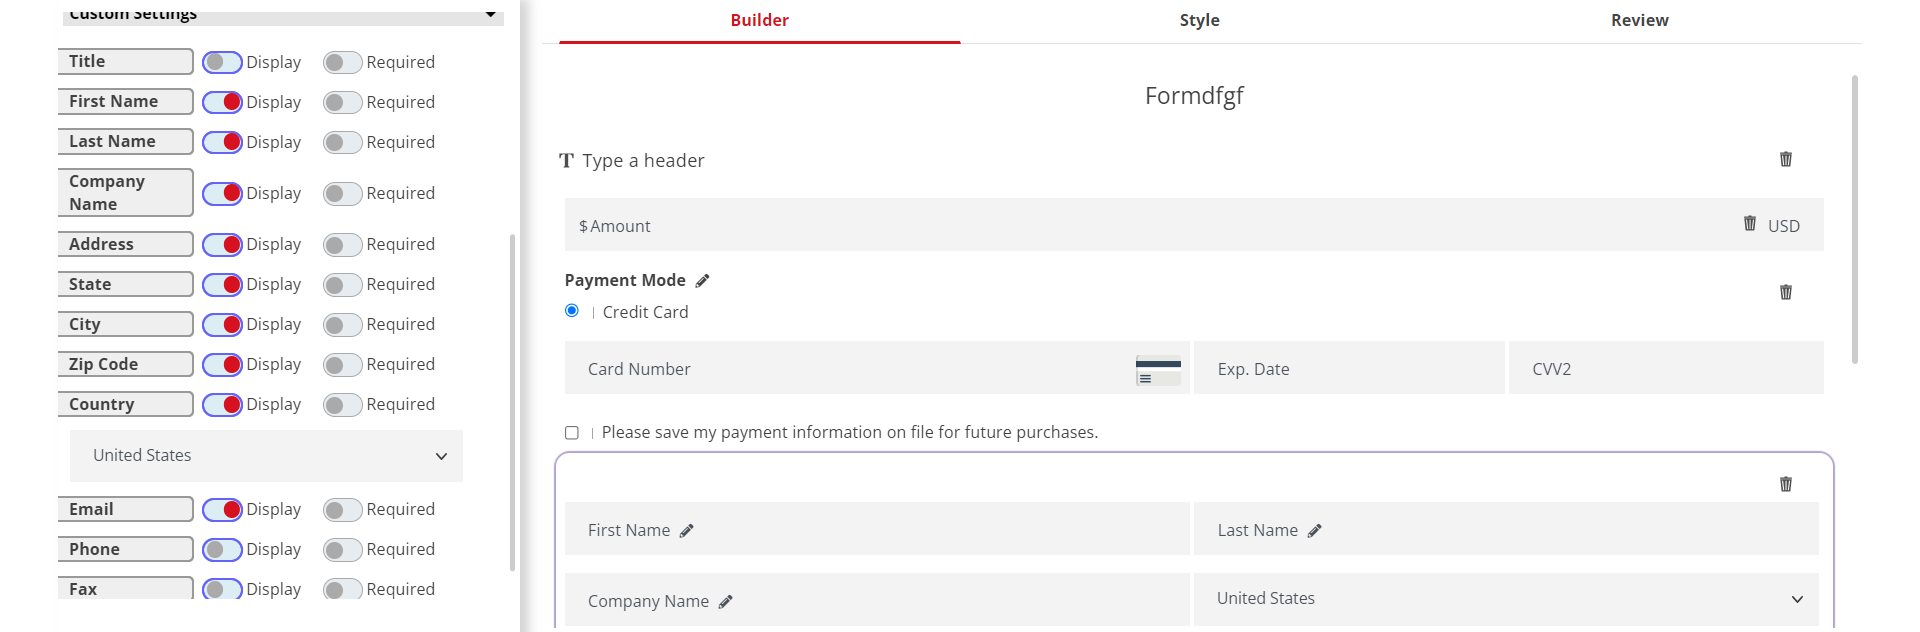 Custom Settings
Title Display Required
First Name Display Required
Last Name Display Required
Company
Name Display Required
Address Display Required
State Display Required
City Display Required
Zip Code Display Required
Country Display Required
United States
Email Display Required
Phone Display Required
Fax Display Required
Builder Style Review
Formdfgf
T Type a header
$ Amount USD
Payment Mode
Credit Card
Card Number Exp. Date CVV2
Please save my payment information on file for future purchases.
First Name Last Name
Company Name United States